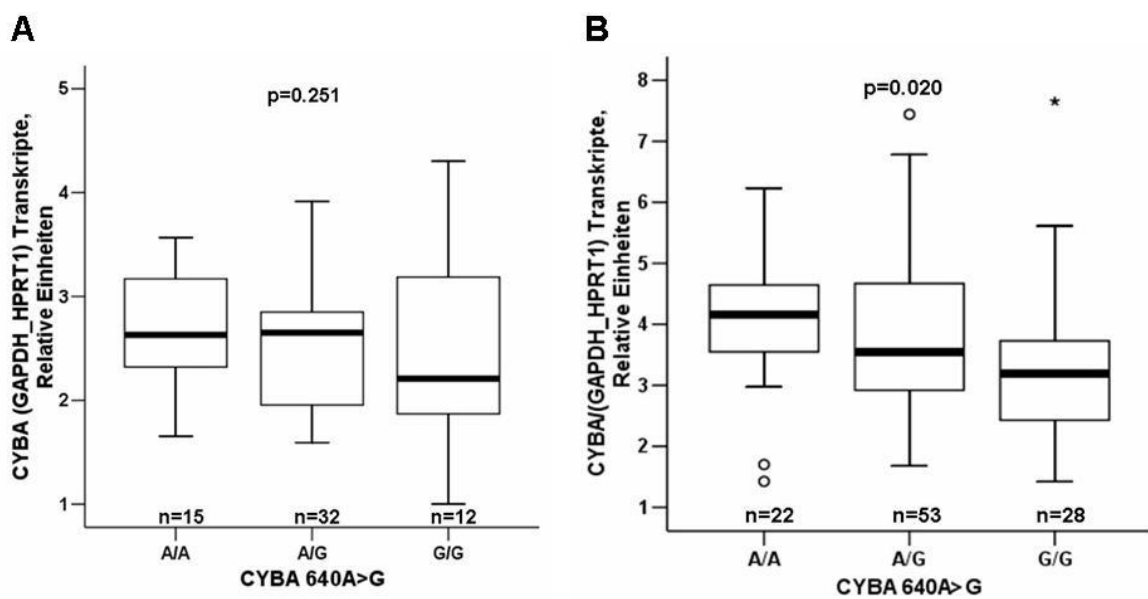 A
CYBA (GAPDH_HPRT1) Transkripte,
Relative Einheiten
5
4
3
2
1
p=0.251
n=15 n=32 n=12
A/A A/G G/G
CYBA 640A>G
B
CYBA/(GAPDH_HPRT1) Transkripte,
Relative Einheiten
8
7
6
5
4
3
2
1
p=0.020
*
n=22 n=53 n=28
A/A A/G G/G
CYBA 640A>G